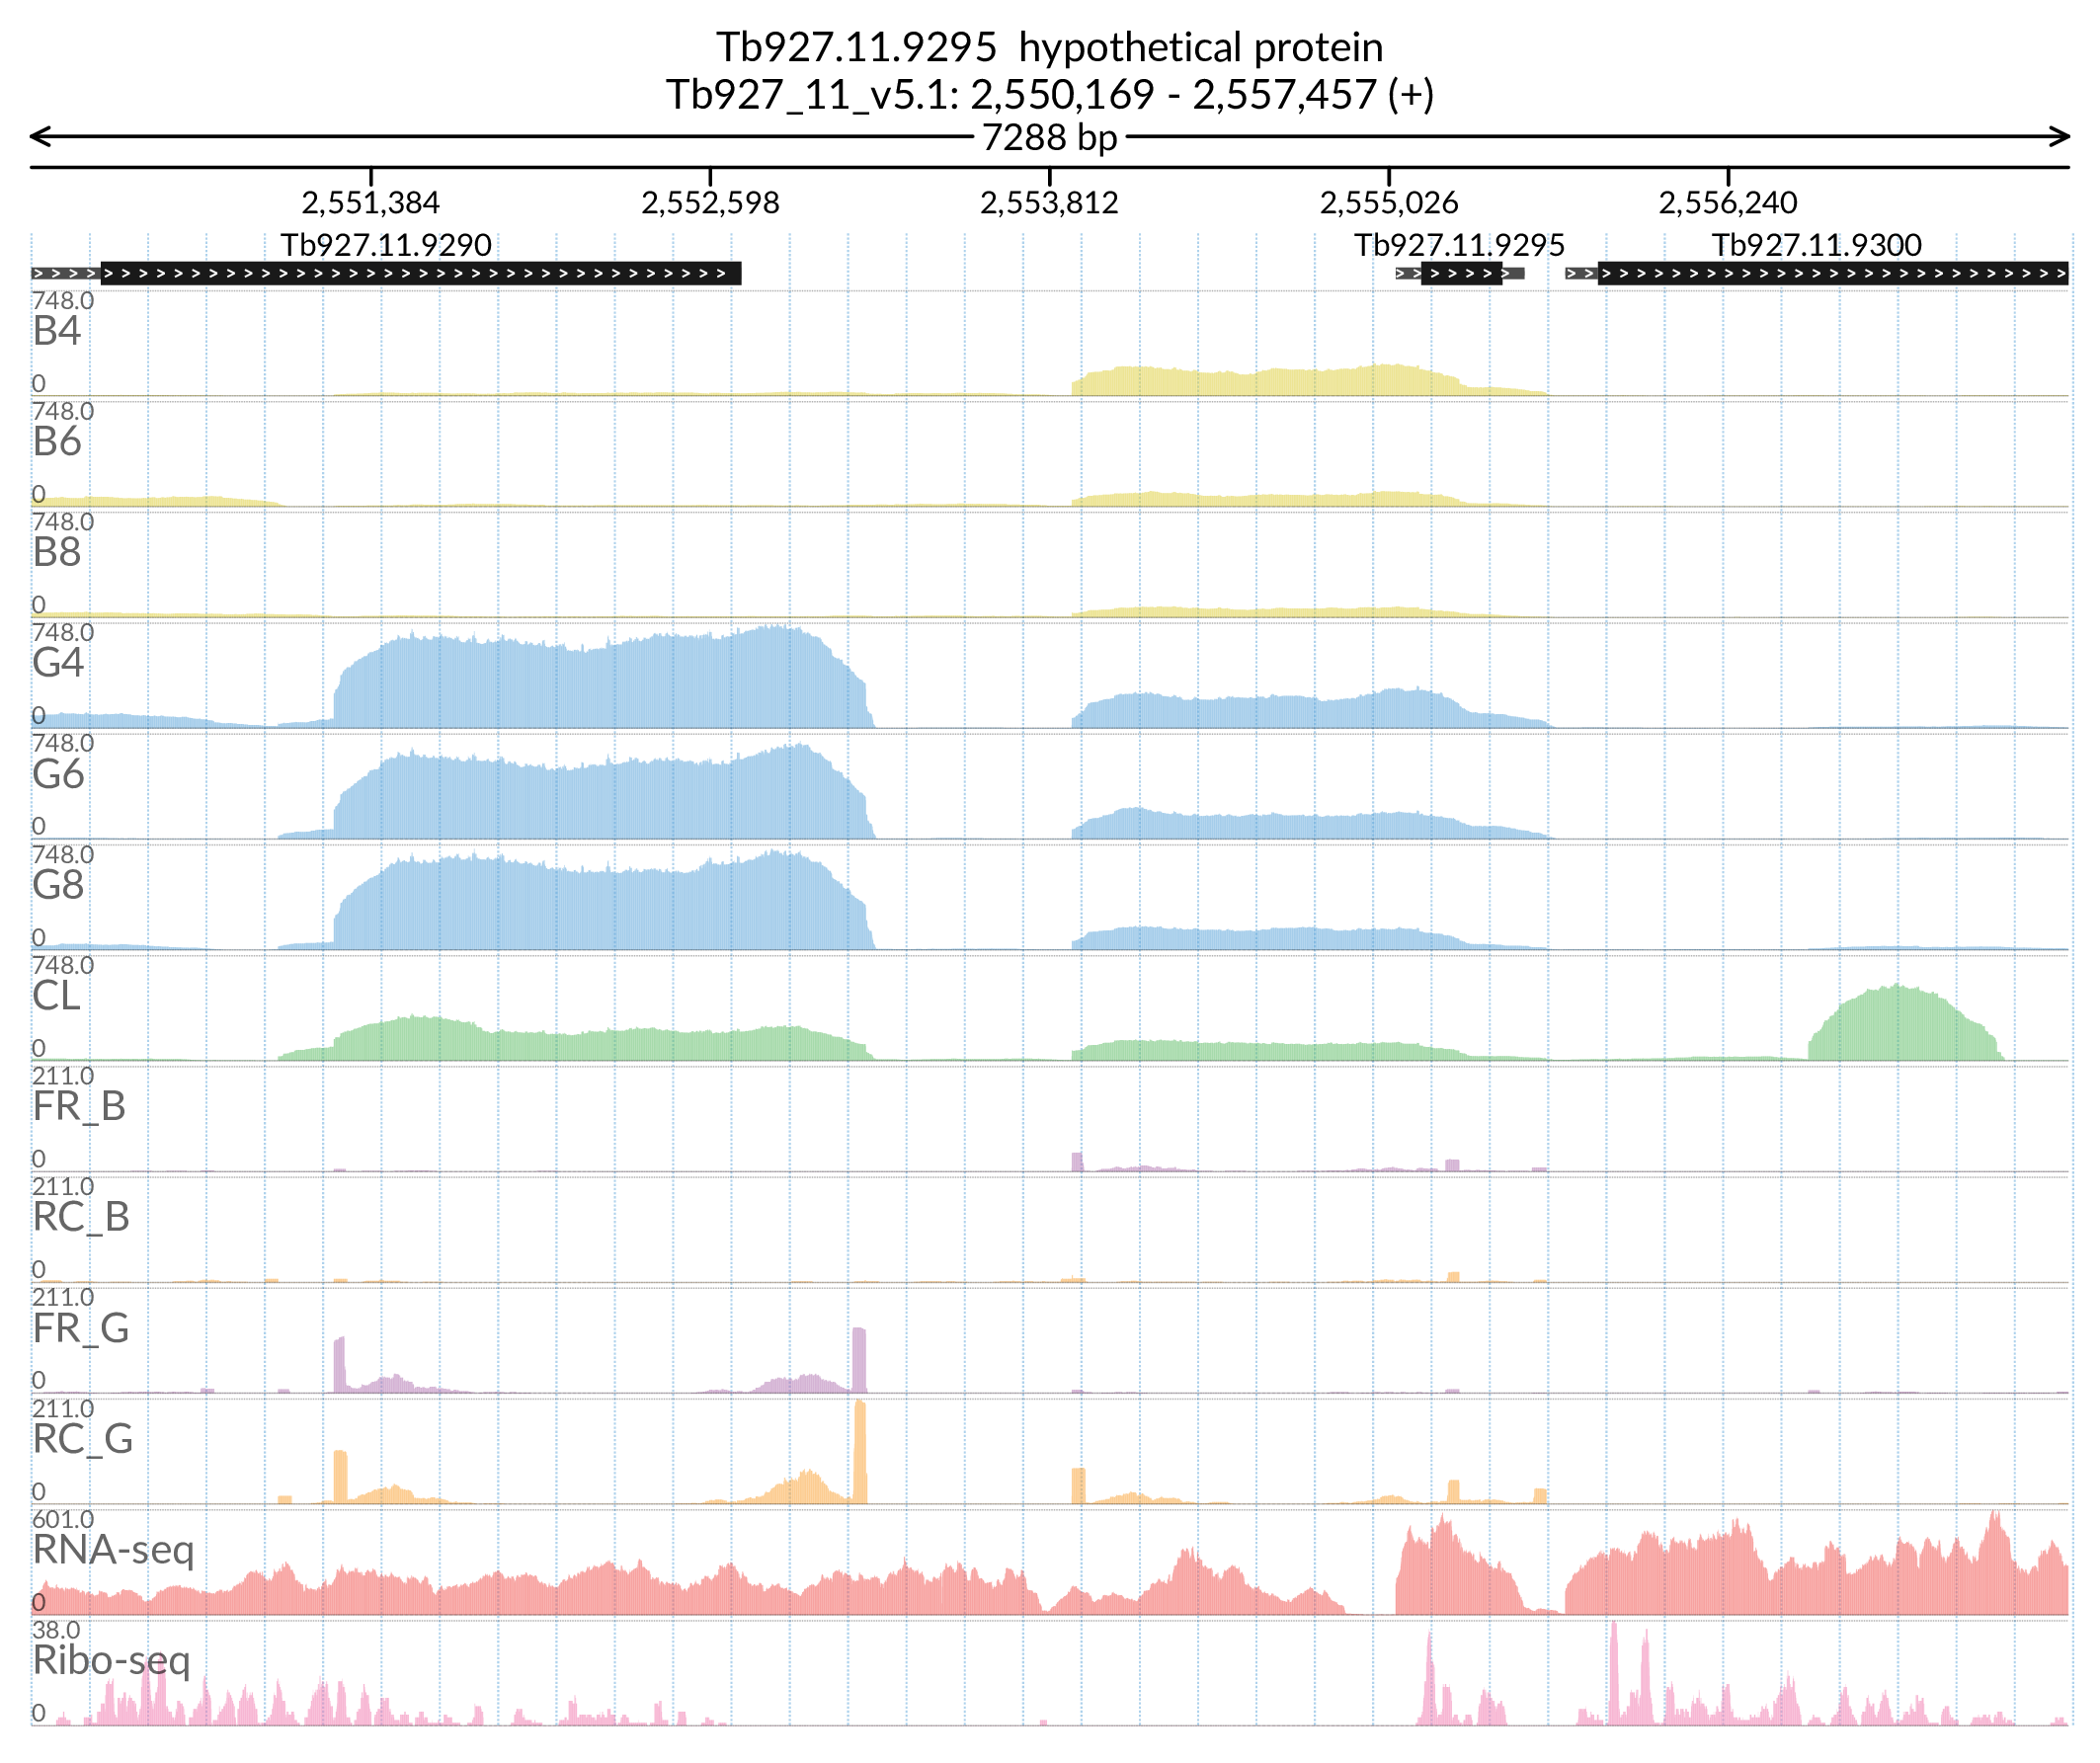 Tb927.11.9295 hypothetical protein
Tb927_11_v5.1: 2,550,169 - 2,557,457 (+)
7288 bp
2,551,384 2,552,598 2,553,812 2,555,026 2,556,240
Tb927.11.9290 Tb927.11.9295 Tb927.11.9300
748.0
B4
0
748.0
B6
0
748.0
B8
0
748.0
G4
0
748.0
G6
0
748.0
G8
0
748.0
CL
0
211.0
FR_B
0
211.0
RC_B
0
211.0
FR_G
0
211.0
RC_G
0
601.0
RNA-seq
0
38.0
Ribo-seq
0